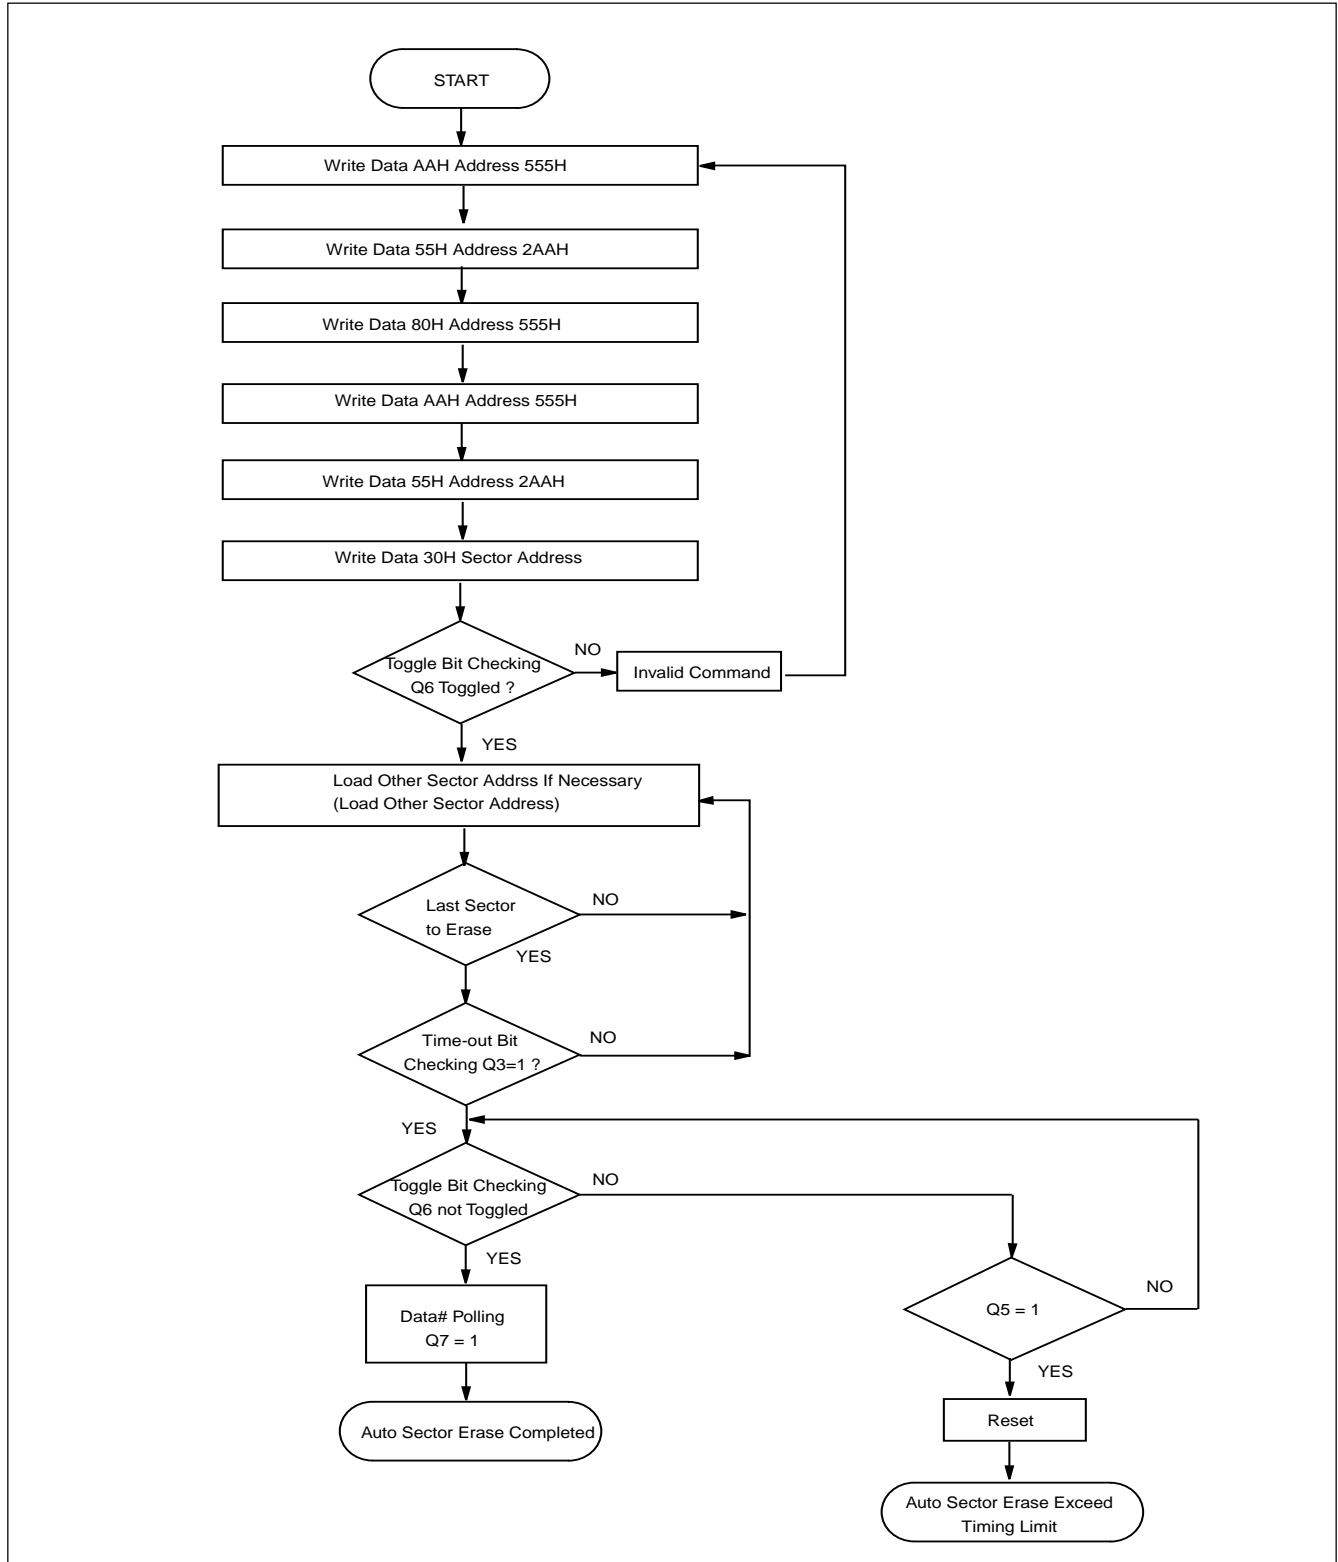 START
Write Data AAH Address 555H
Write Data 55H Address 2AAH
Write Data 80H Address 555H
Write Data AAH Address 555H
Write Data 55H Address 2AAH
Write Data 30H Sector Address
Toggle Bit Checking
Q6 Toggled ?
NO
Invalid Command
YES
Load Other Sector Addrss If Necessary
(Load Other Sector Address)
Last Sector
to Erase
NO
YES
Time-out Bit
Checking Q3=1 ?
NO
YES
Toggle Bit Checking
Q6 not Toggled
NO
YES
Q5 = 1
NO
Data# Polling
Q7 = 1
YES
Reset
Auto Sector Erase Completed
Auto Sector Erase Exceed
Timing Limit